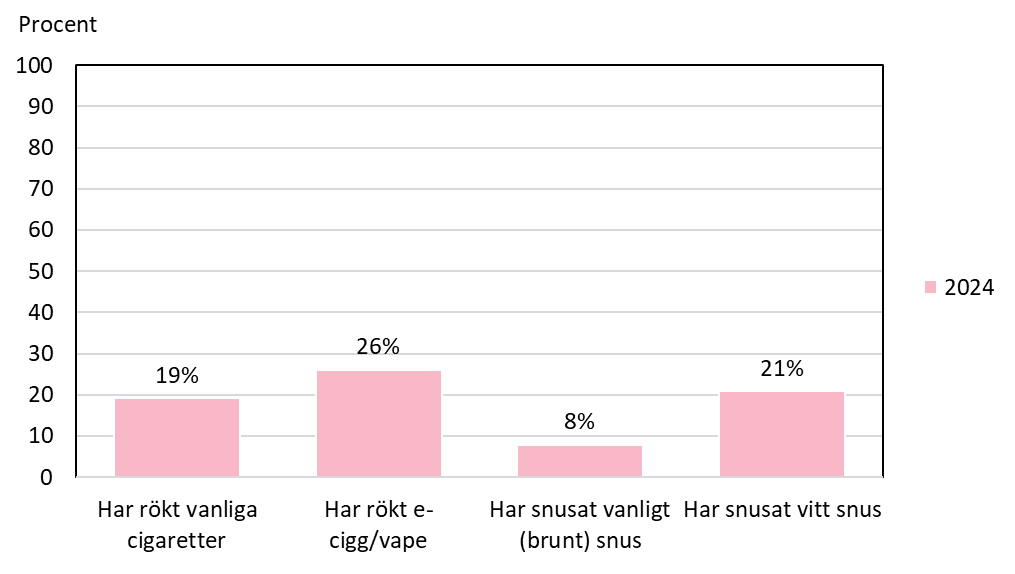 Procent
100
90
80
70
60
50
40
30
20
10
0
19%
26%
8%
21%
Har rökt vanliga
cigaretter
Har rökt e-
cigg/vape
Har snusat vanligt
(brunt) snus
Har snusat vitt snus
2024